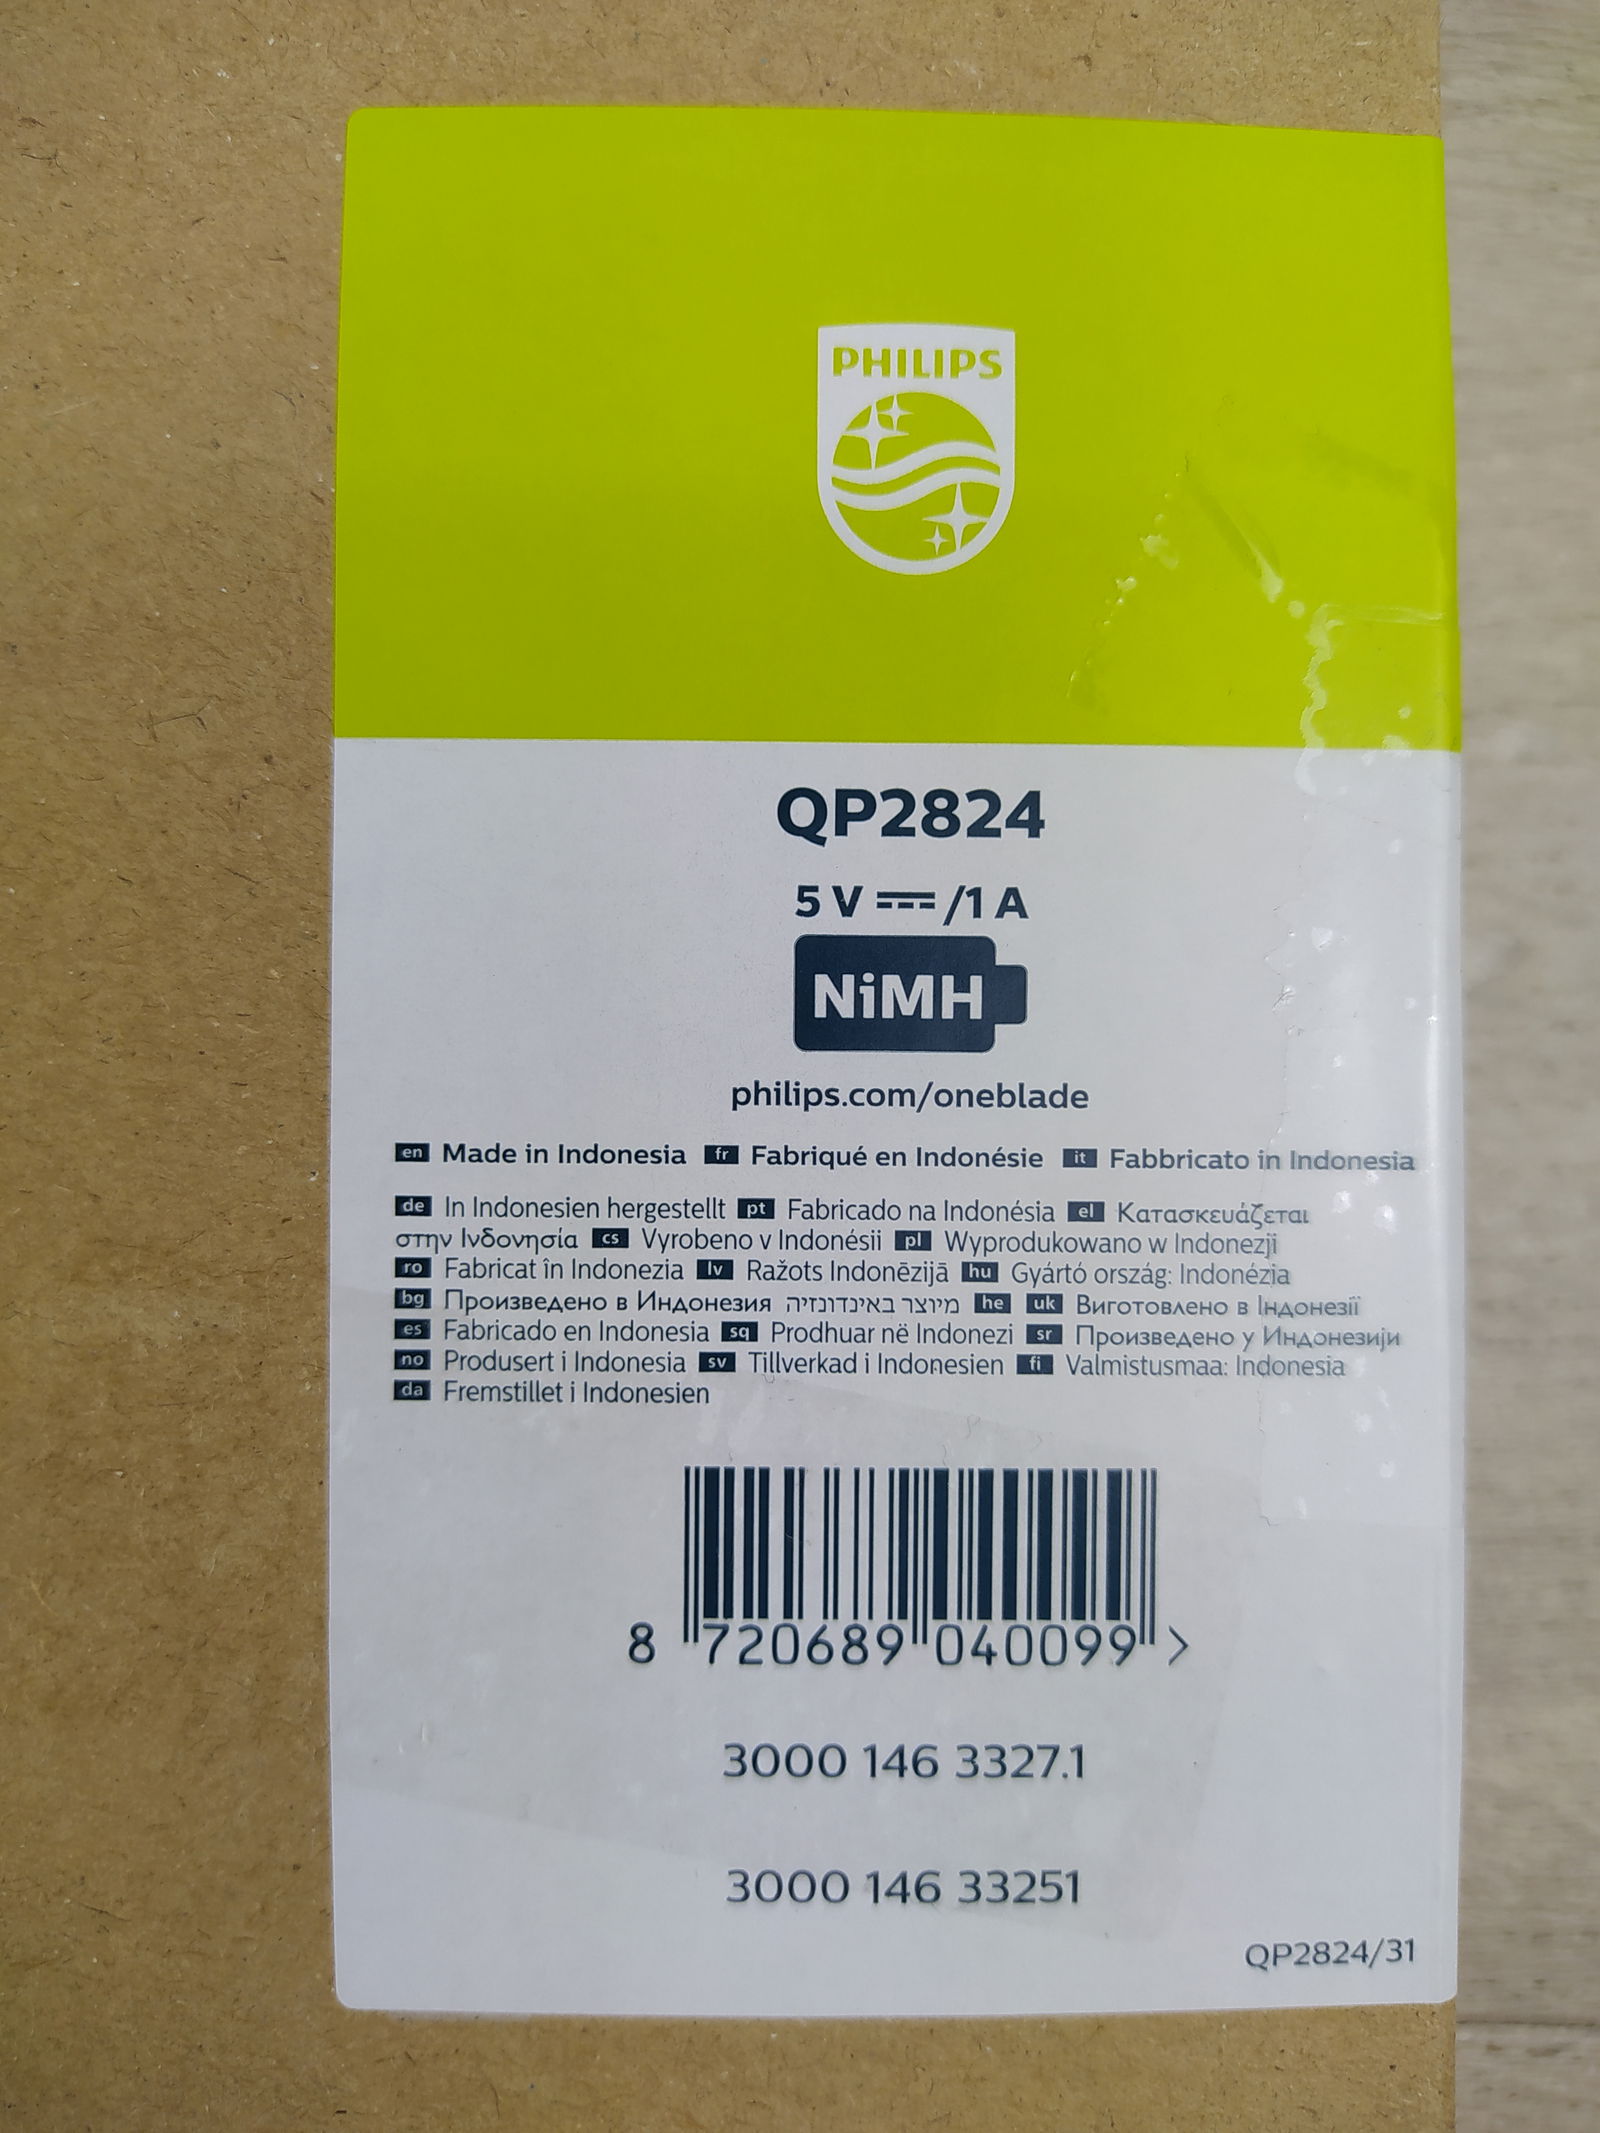 PHILIPS
QP2824
5 V ⎓/1 A
NiMH
philips.com/oneblade
en Made in Indonesia fr Fabriqué en Indonésie it Fabbricato in Indonesia
de In Indonesien hergestellt pt Fabricado na Indonésia el Κατασκευάζεται
στην Ινδονησία cs Vyrobeno v Indonésii pl Wyprodukowano w Indonezji
ro Fabricat în Indonezia lv Ražots Indonēzijā hu Gyártó ország: Indonézia
bg Произведено в Индонезия מיוצר באינדונזיה he uk Виготовлено в Індонезії
es Fabricado en Indonesia sq Prodhuar në Indonezi sr Произведено у Индонезији
no Produsert i Indonesia sv Tillverkad i Indonesien fi Valmistusmaa: Indonesia
da Fremstillet i Indonesien
8 720689 040099 >
3000 146 3327.1
3000 146 33251
QP2824/31